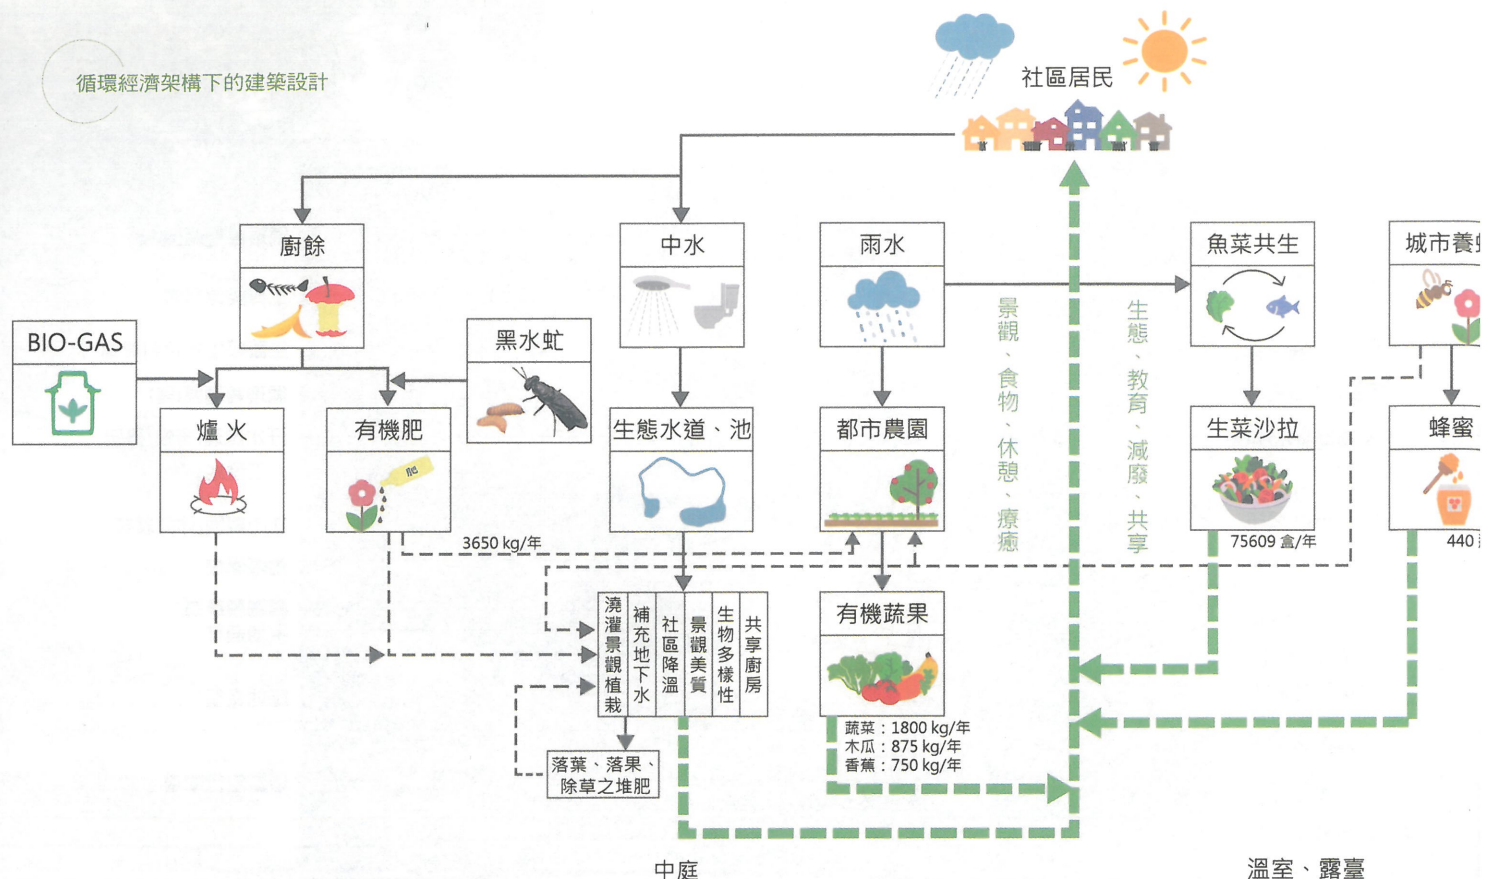 循環經濟架構下的建築設計
社區居民
廚餘
中水
雨水
魚菜共生
城市養
BIO-GAS
黑水虻
爐火
有機肥
肥
生態水道、池
都市農園
生菜沙拉
蜂蜜
景觀、食物、休憩、療癒
生態、教育、減廢、共享
3650 kg/年
75609 盒/年
440
澆灌景觀植栽
補充地下水
社區降溫
景觀美質
生物多樣性
共享廚房
有機蔬果
蔬菜：1800 kg/年
木瓜：875 kg/年
香蕉：750 kg/年
落葉、落果、
除草之堆肥
中庭
溫室、露臺